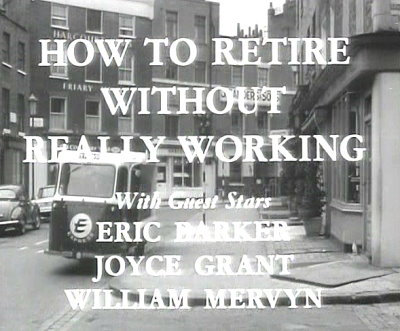 FRIARY
HOW TO RETIRE
WITHOUT
REALLY WORKING
E
With Guest Stars
ERIC BARKER
JOYCE GRANT
WILLIAM MERVYN